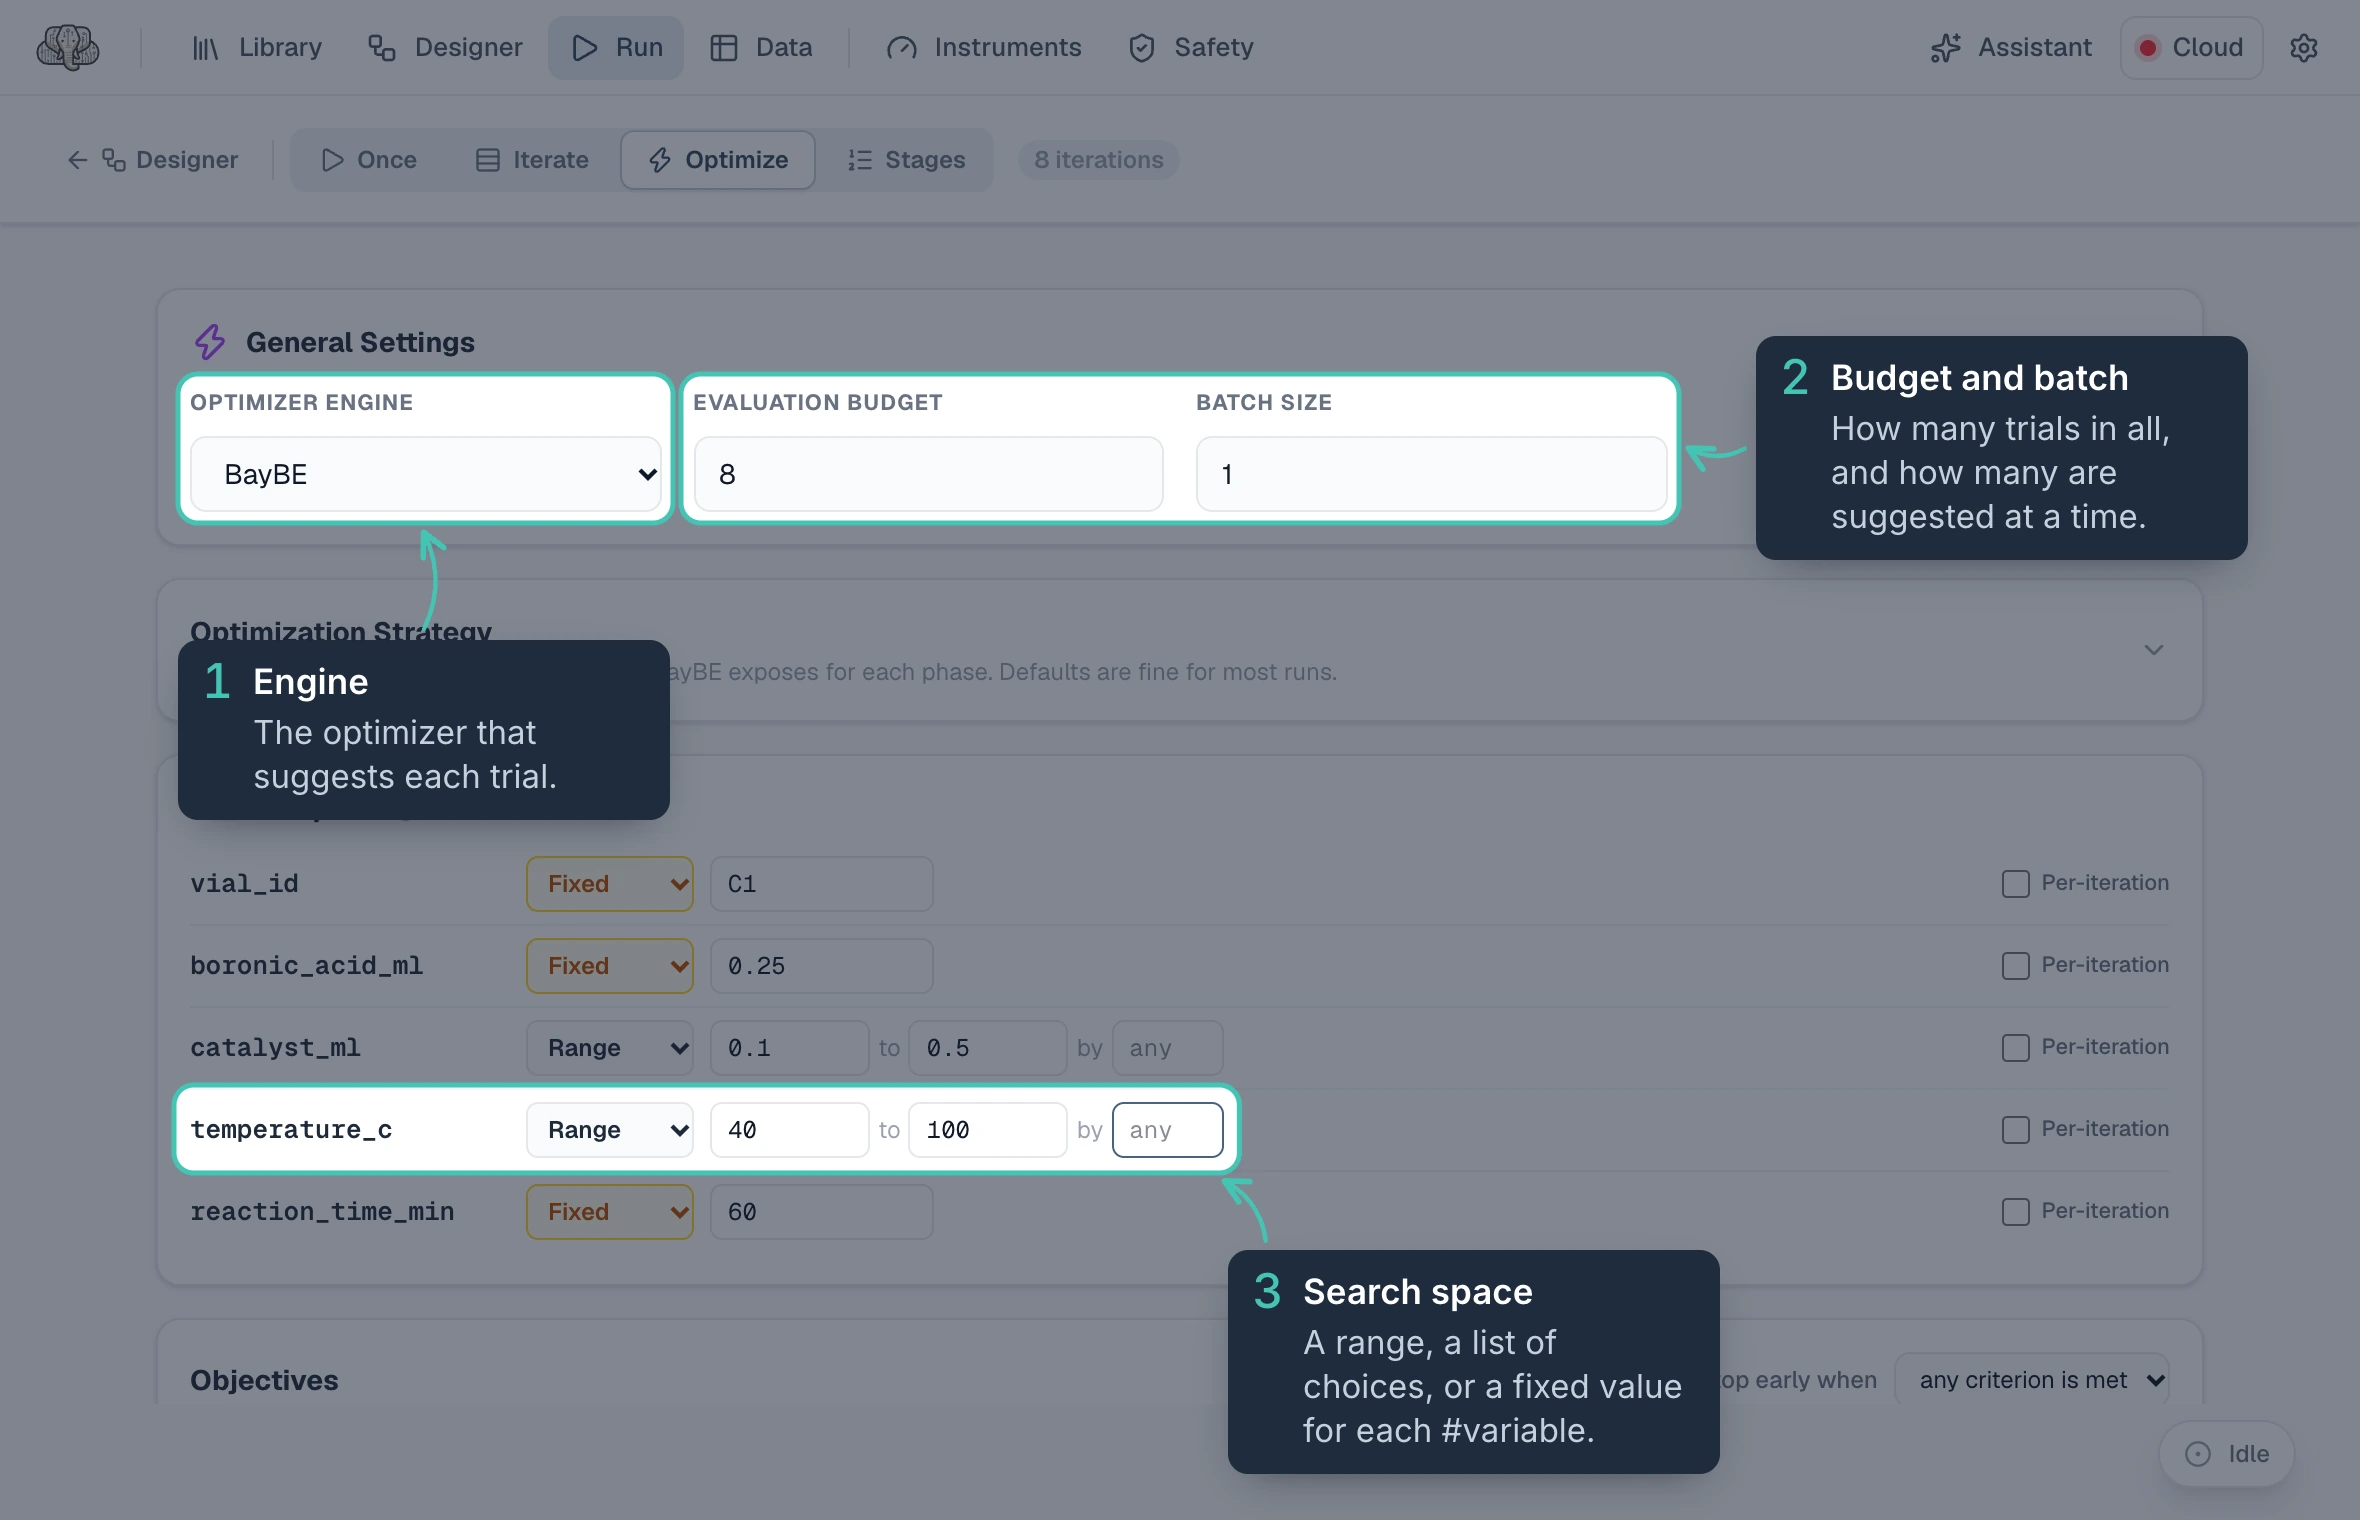 Library Designer Run Data Instruments Safety Assistant Cloud
Designer Once Iterate Optimize Stages 8 iterations
General Settings
OPTIMIZER ENGINE EVALUATION BUDGET BATCH SIZE
BayBE 8 1
2 Budget and batch
How many trials in all,
and how many are
suggested at a time.
Optimization Strategy
BayBE exposes for each phase. Defaults are fine for most runs.
1 Engine
The optimizer that
suggests each trial.
vial_id Fixed C1 Per-iteration
boronic_acid_ml Fixed 0.25 Per-iteration
catalyst_ml Range 0.1 to 0.5 by any Per-iteration
temperature_c Range 40 to 100 by any Per-iteration
reaction_time_min Fixed 60 Per-iteration
3 Search space
A range, a list of
choices, or a fixed value
for each #variable.
Objectives early when any criterion is met
Idle